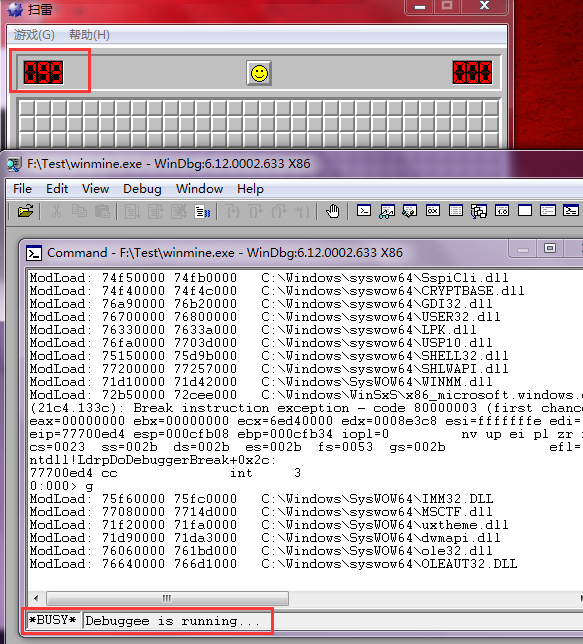 扫雷
游戏(G) 帮助(H)
F:\Test\winmine.exe - WinDbg:6.12.0002.633 X86
File Edit View Debug Window Help
Command - F:\Test\winmine.exe - WinDbg:6.12.0002.633 X86
ModLoad: 74f50000 74fb0000 C:\Windows\syswow64\SspiCli.dll
ModLoad: 74f40000 74f4c000 C:\Windows\syswow64\CRYPTBASE.dll
ModLoad: 76a90000 76b20000 C:\Windows\syswow64\GDI32.dll
ModLoad: 76700000 76800000 C:\Windows\syswow64\USER32.dll
ModLoad: 76330000 7633a000 C:\Windows\syswow64\LPK.dll
ModLoad: 76fa0000 7703d000 C:\Windows\syswow64\USP10.dll
ModLoad: 75150000 75d9b000 C:\Windows\syswow64\SHELL32.dll
ModLoad: 77200000 77257000 C:\Windows\syswow64\SHLWAPI.dll
ModLoad: 71d10000 71d42000 C:\Windows\SysWOW64\WINMM.dll
ModLoad: 72b50000 72cee000 C:\Windows\WinSxS\x86_microsoft.windows.c
(21c4.133c): Break instruction exception - code 80000003 (first chance
eax=00000000 ebx=00000000 ecx=6ed40000 edx=0008e3c8 esi=fffffffe edi=
eip=77700ed4 esp=000cfb08 ebp=000cfb34 iopl=0 nv up ei pl zr n
cs=0023 ss=002b ds=002b es=002b fs=0053 gs=002b efl=
ntdll!LdrpDoDebuggerBreak+0x2c:
77700ed4 cc int 3
0:000> g
ModLoad: 75f60000 75fc0000 C:\Windows\SysWOW64\IMM32.DLL
ModLoad: 77080000 7714d000 C:\Windows\syswow64\MSCTF.dll
ModLoad: 71f20000 71fa0000 C:\Windows\SysWOW64\uxtheme.dll
ModLoad: 71d90000 71da3000 C:\Windows\SysWOW64\dwmapi.dll
ModLoad: 76060000 761bd000 C:\Windows\syswow64\ole32.dll
ModLoad: 76640000 766d1000 C:\Windows\syswow64\OLEAUT32.DLL
*BUSY* Debuggee is running...